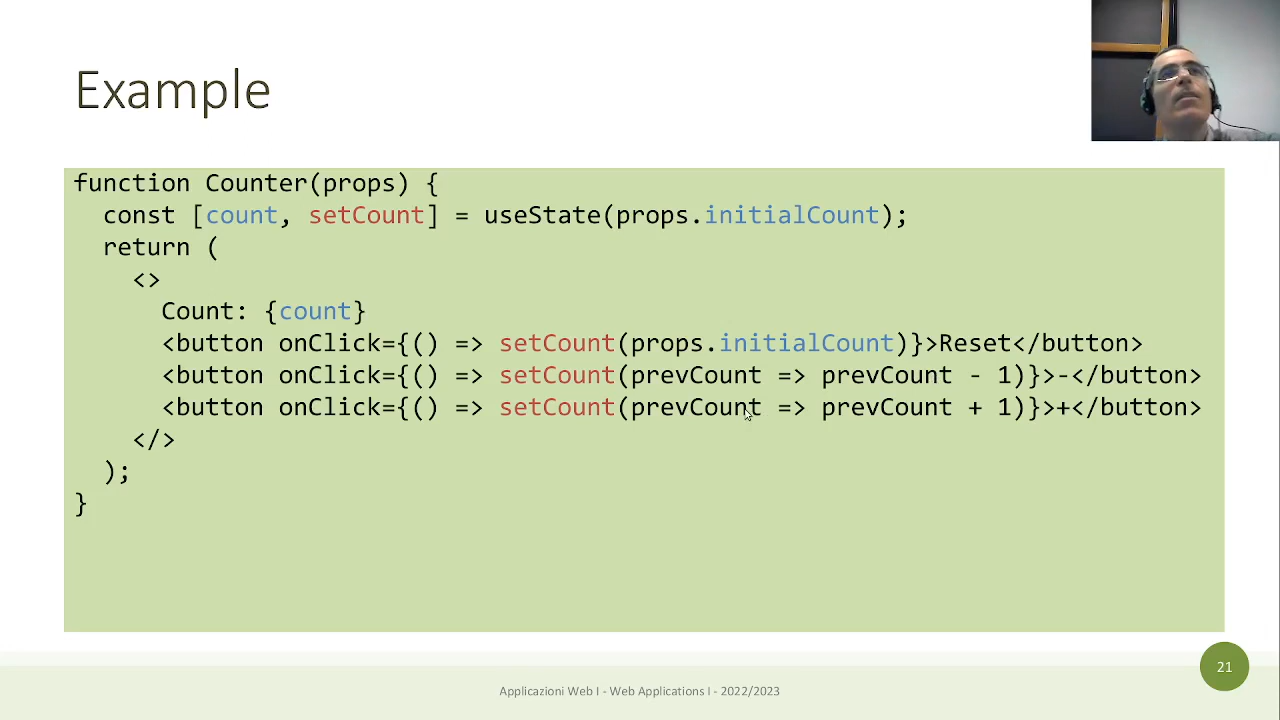 Example
function Counter(props) {
  const [count, setCount] = useState(props.initialCount);
  return (
    <>
      Count: {count}
      <button onClick={() => setCount(props.initialCount)}>Reset</button>
      <button onClick={() => setCount(prevCount => prevCount - 1)}>-</button>
      <button onClick={() => setCount(prevCount => prevCount + 1)}>+</button>
    </>
  );
}
21
Applicazioni Web I - Web Applications I - 2022/2023